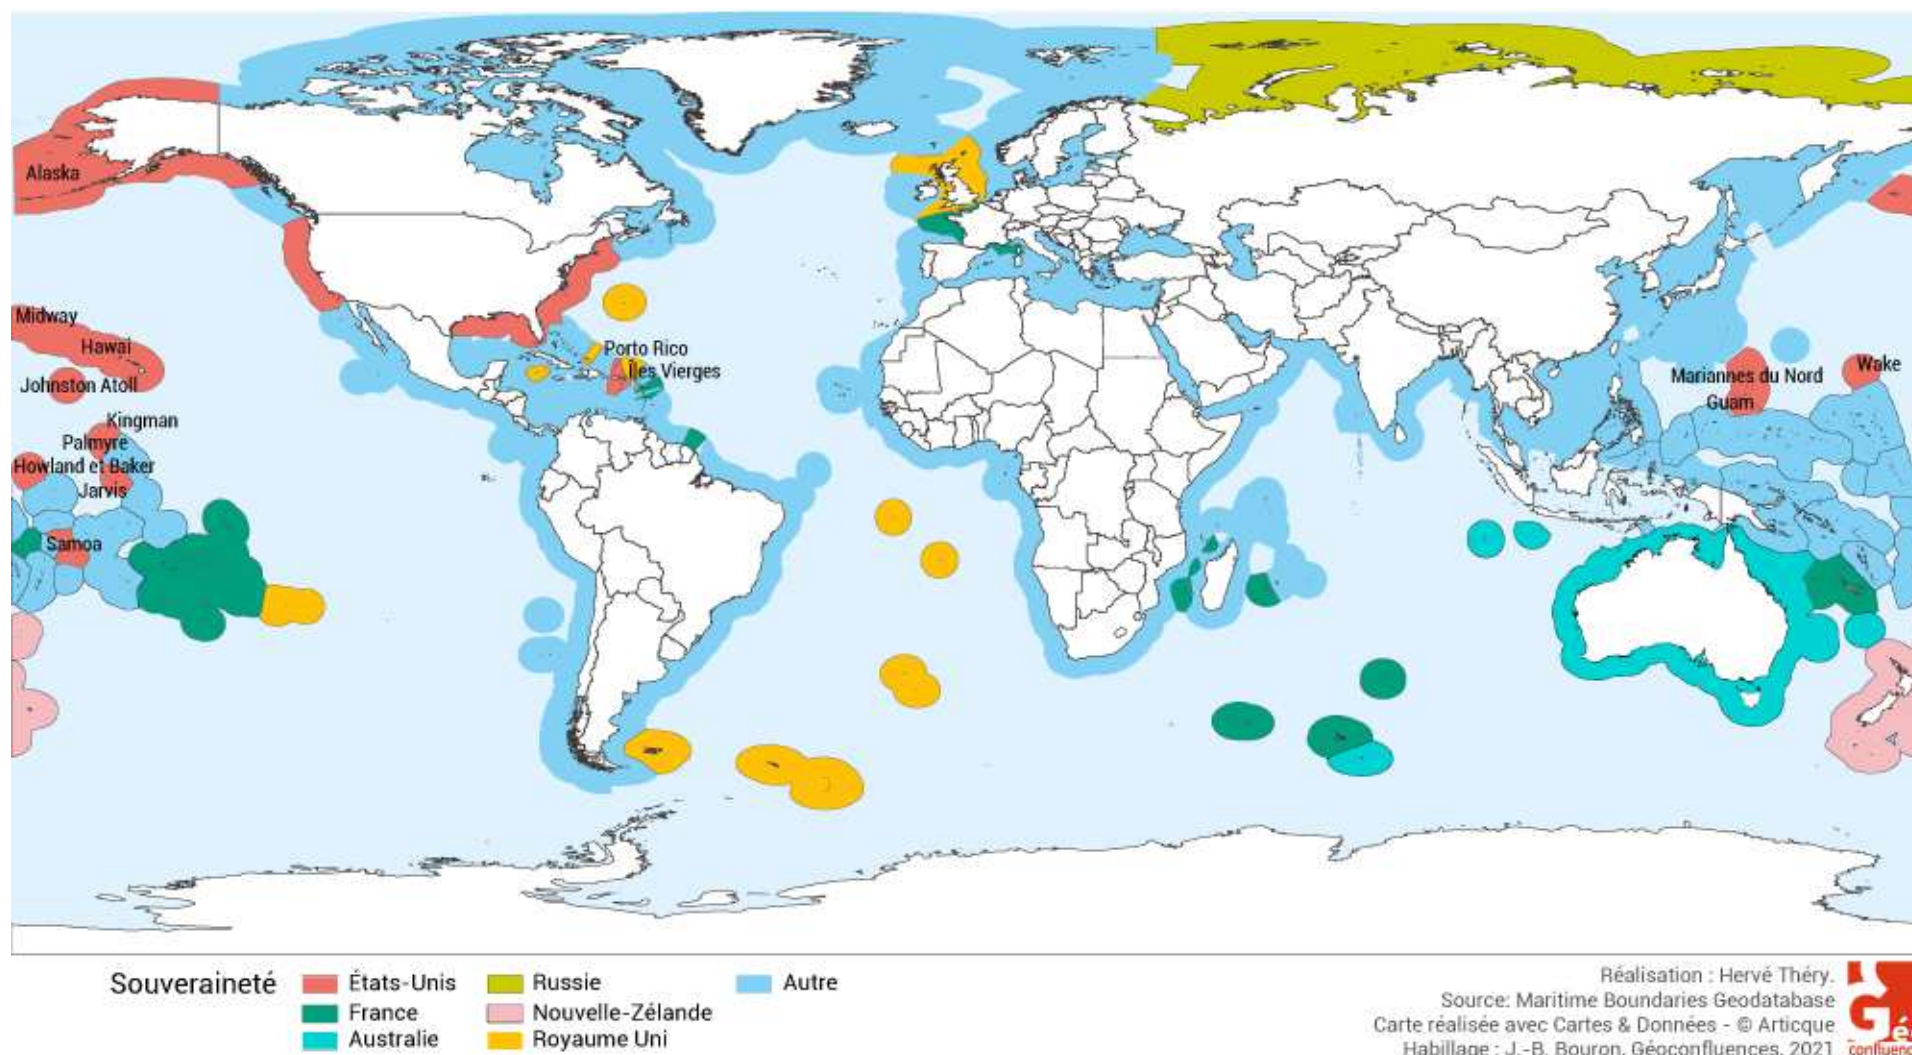 Alaska
Midway
Hawai
Johnston Atoll
Kingman
Palmyre
Howland et Baker
Jarvis
Samoa
Porto Rico
Îles Vierges
Mariannes du Nord
Guam
Wake
Souveraineté
États-Unis
France
Australie
Russie
Nouvelle-Zélande
Royaume Uni
Autre
Réalisation : Hervé Théry.
Source: Maritime Boundaries Geodatabase
Carte réalisée avec Cartes & Données - © Articque
Habillage : J.-B. Bouron, Géoconfluences, 2021
Gé
confluenc